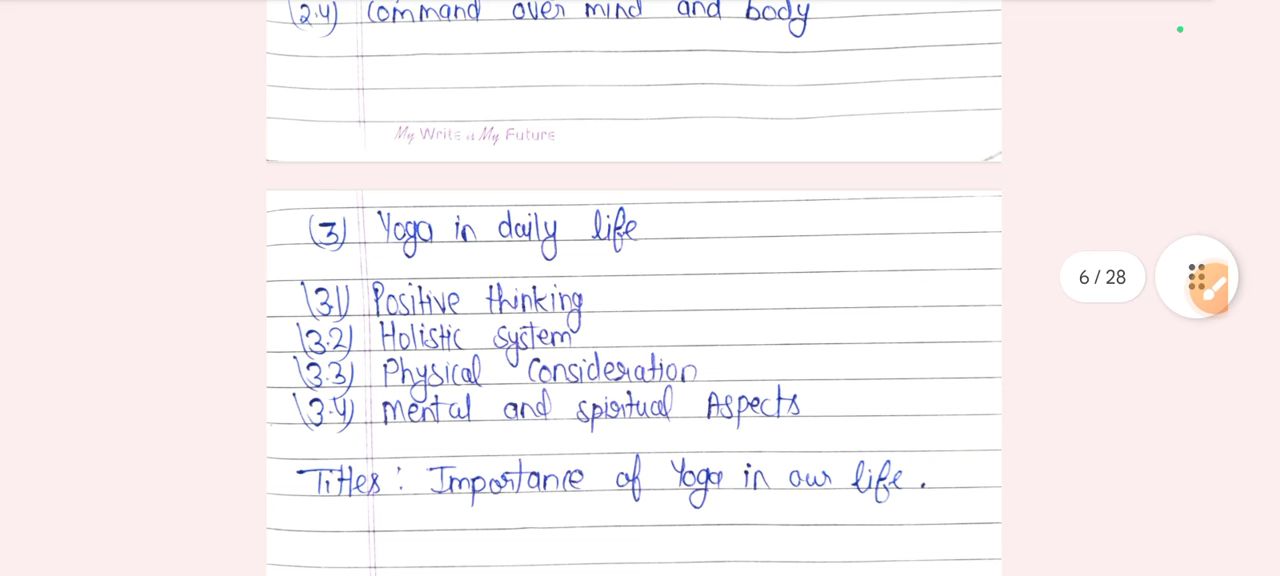 (2.4) Command over mind and body
My Write is My Future
(3) Yoga in daily life
(3.1) Positive thinking
(3.2) Holistic system
(3.3) Physical Consideration
(3.4) Mental and spiritual Aspects
Titles : Importance of Yoga in our life.
6 / 28